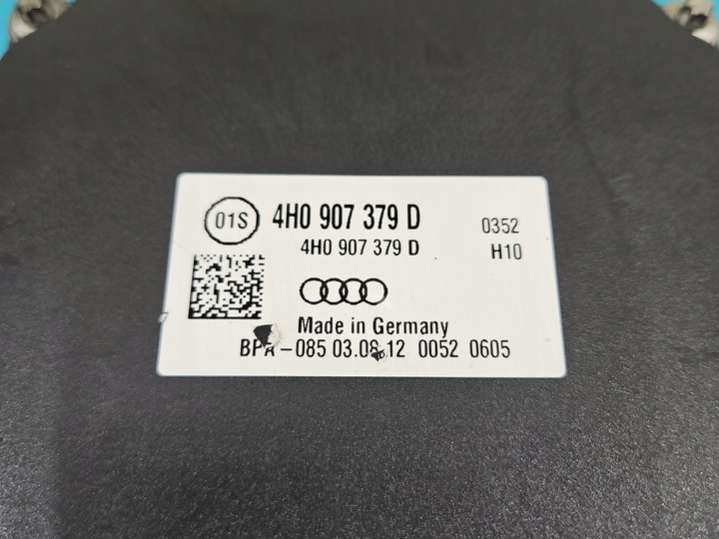 01S 4H0 907 379 D 0352
4H0 907 379 D H10
Made in Germany
BPA-085 03.08.12 0052 0605